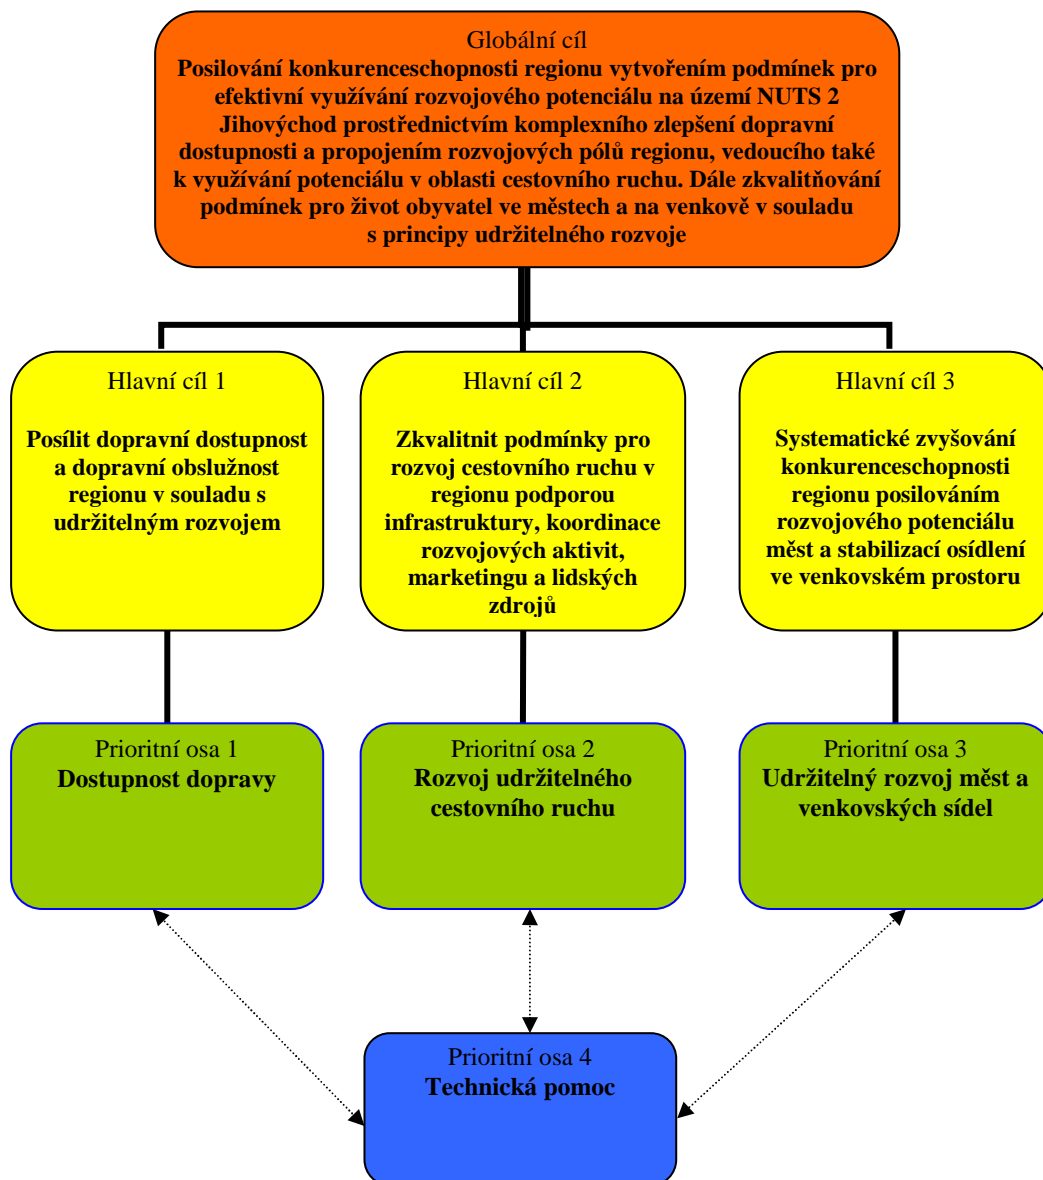 Globální cíl
Posilování konkurenceschopnosti regionu vytvořením podmínek pro
efektivní využívání rozvojového potenciálu na území NUTS 2
Jihovýchod prostřednictvím komplexního zlepšení dopravní
dostupnosti a propojením rozvojových pólů regionu, vedoucího také
k využívání potenciálu v oblasti cestovního ruchu. Dále zkvalitňování
podmínek pro život obyvatel ve městech a na venkově v souladu
s principy udržitelného rozvoje
Hlavní cíl 1
Posílit dopravní dostupnost
a dopravní obslužnost
regionu v souladu s
udržitelným rozvojem
Hlavní cíl 2
Zkvalitnit podmínky pro
rozvoj cestovního ruchu v
regionu podporou
infrastruktury, koordinace
rozvojových aktivit,
marketingu a lidských
zdrojů
Hlavní cíl 3
Systematické zvyšování
konkurenceschopnosti
regionu posilováním
rozvojového potenciálu
měst a stabilizací osídlení
ve venkovském prostoru
Prioritní osa 1
Dostupnost dopravy
Prioritní osa 2
Rozvoj udržitelného
cestovního ruchu
Prioritní osa 3
Udržitelný rozvoj měst a
venkovských sídel
Prioritní osa 4
Technická pomoc